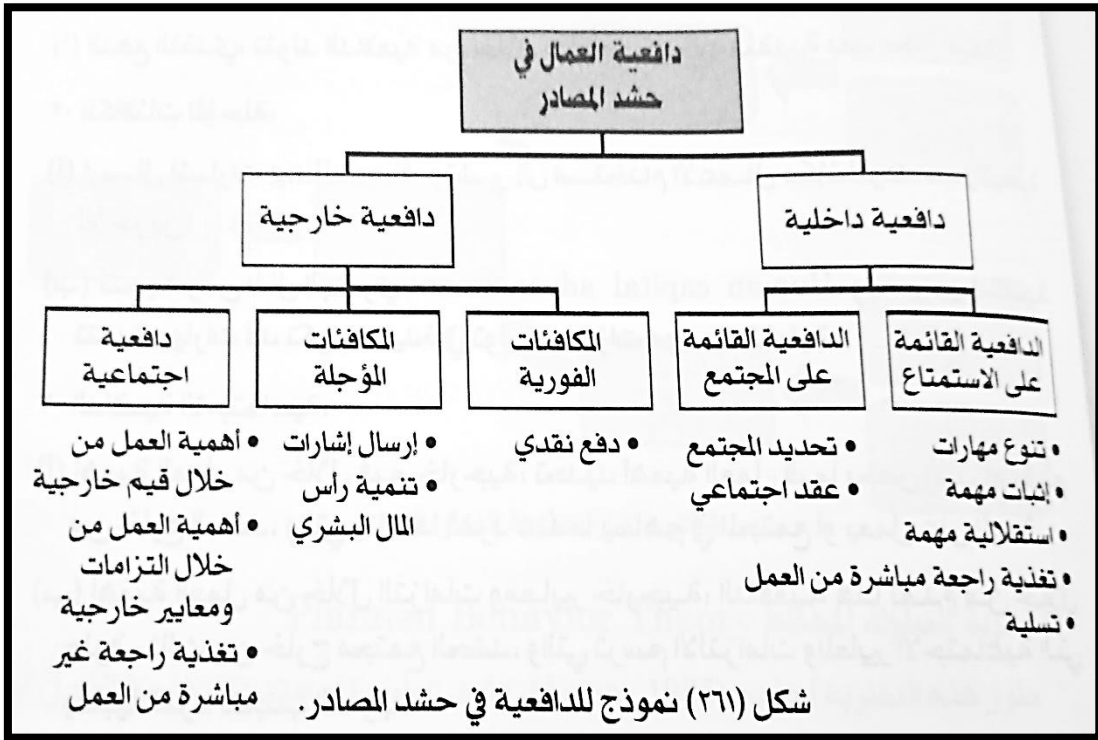 دافعية العمال في
حشد المصادر
دافعية داخلية
دافعية خارجية
الدافعية القائمة
على الاستمتاع
الدافعية القائمة
على المجتمع
المكافئات
الفورية
المكافئات
المؤجلة
دافعية
اجتماعية
• تنوع مهارات
• إثبات مهمة
• استقلالية مهمة
• تغذية راجعة مباشرة من العمل
• تسلية
• تحديد المجتمع
• عقد اجتماعي
• دفع نقدي
• إرسال إشارات
• تنمية رأس
المال البشري
• أهمية العمل من
خلال قيم خارجية
• أهمية العمل من
خلال التزامات
ومعايير خارجية
• تغذية راجعة غير
مباشرة من العمل
شكل (٣٦١) نموذج للدافعية في حشد المصادر.